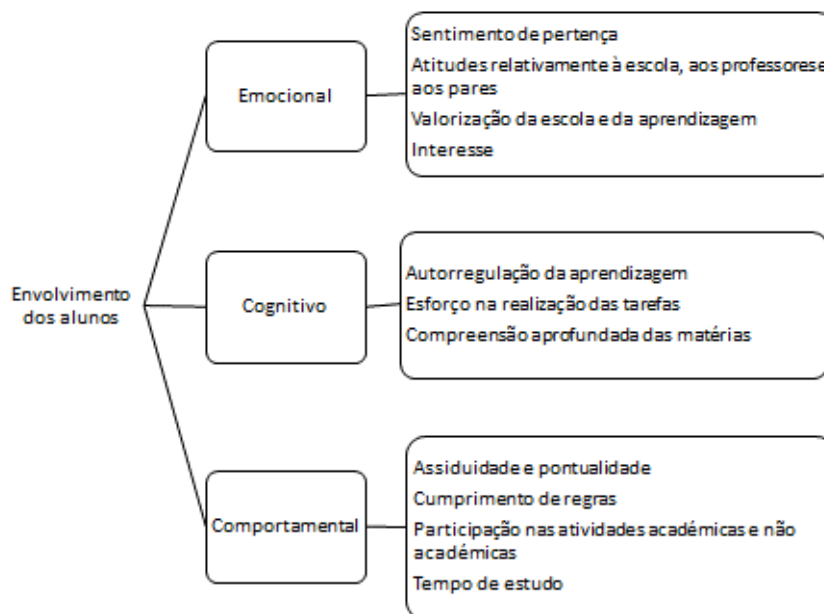 Envolvimento
dos alunos
Emocional
Sentimento de pertença
Atitudes relativamente à escola, aos professorese
aos pares
Valorização da escola e da aprendizagem
Interesse
Cognitivo
Autorregulação da aprendizagem
Esforço na realização das tarefas
Compreensão aprofundada das matérias
Comportamental
Assiduidade e pontualidade
Cumprimento de regras
Participação nas atividades académicas e não
académicas
Tempo de estudo